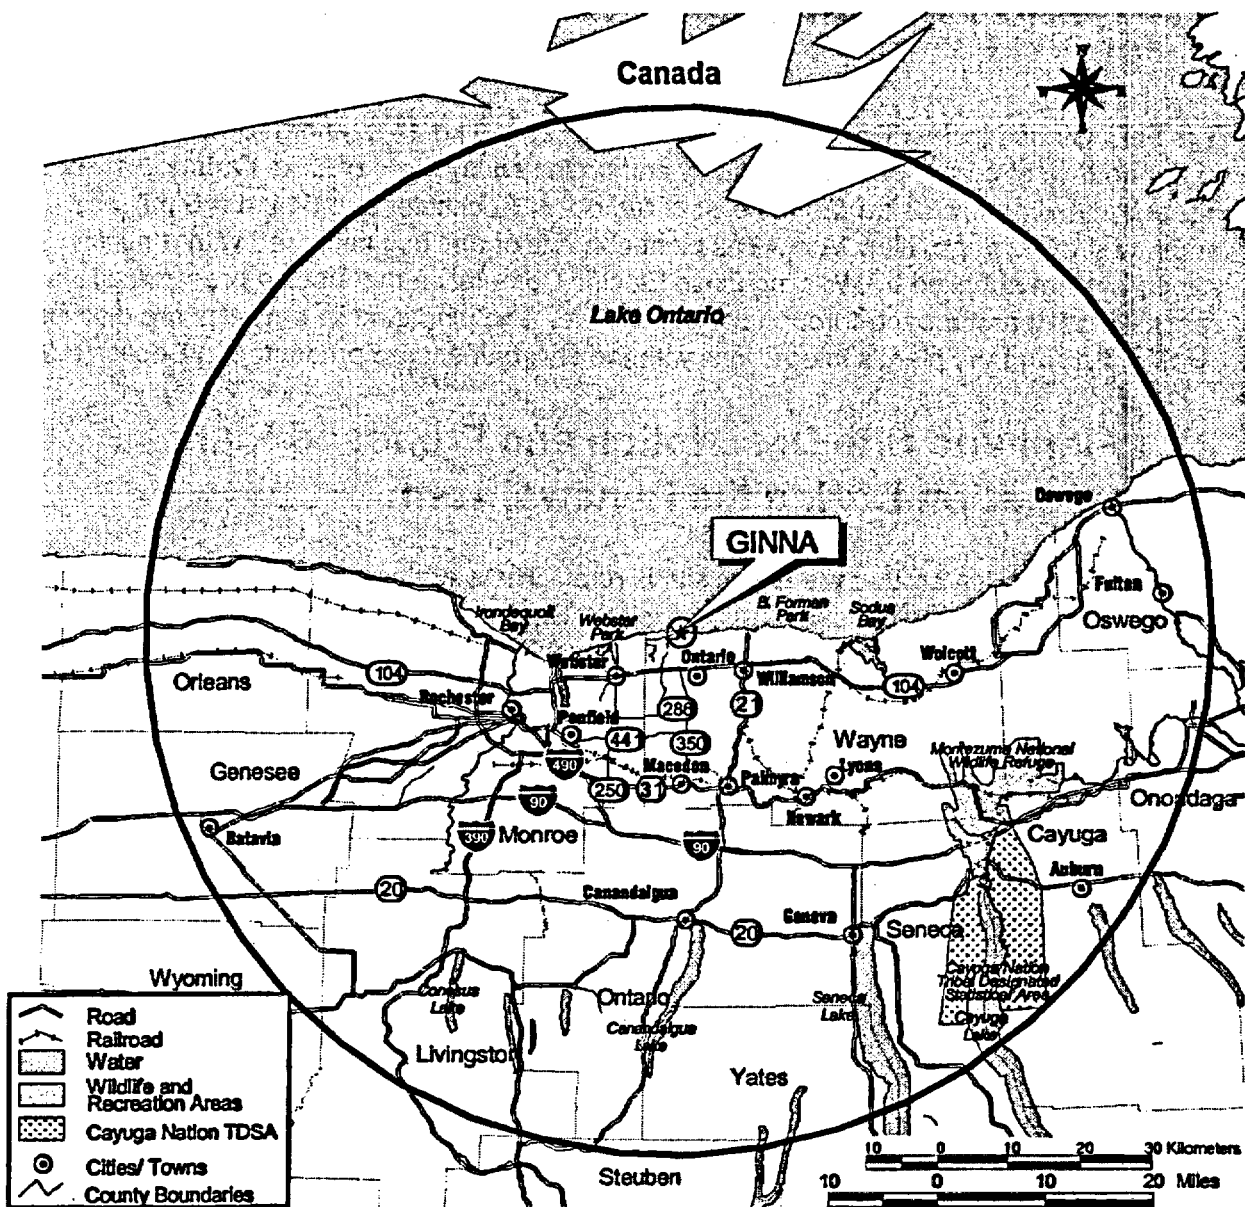 Canada
Lake Ontario
Oswego
GINNA
Fulton
Oswego
Irondequoit
Bay
Webster
Park
B. Forman
Park
Sodus
Bay
Webster
Ontario
Williamson
Wolcott
104
104
Orleans
Rochester
286
21
Penfield
441
350
Wayne
Montezuma National
Wildlife Refuge
Genesee
490
Macedon
Palmyra
Lyons
250
31
Newark
Onondaga
90
Batavia
390
Monroe
90
Cayuga
Auburn
20
Canandaigua
20
Geneva
Seneca
Wyoming
Conesus
Lake
Ontario
Canandaigua
Lake
Seneca
Lake
Cayuga Nation
Tribal Designated
Statistical Area
Cayuga
Lake
Livingston
Yates
Steuben
Road
Railroad
Water
Wildlife and
Recreation Areas
Cayuga Nation TDSA
Cities/ Towns
County Boundaries
10 0 10 20 30 Kilometers
10 0 10 20 Miles